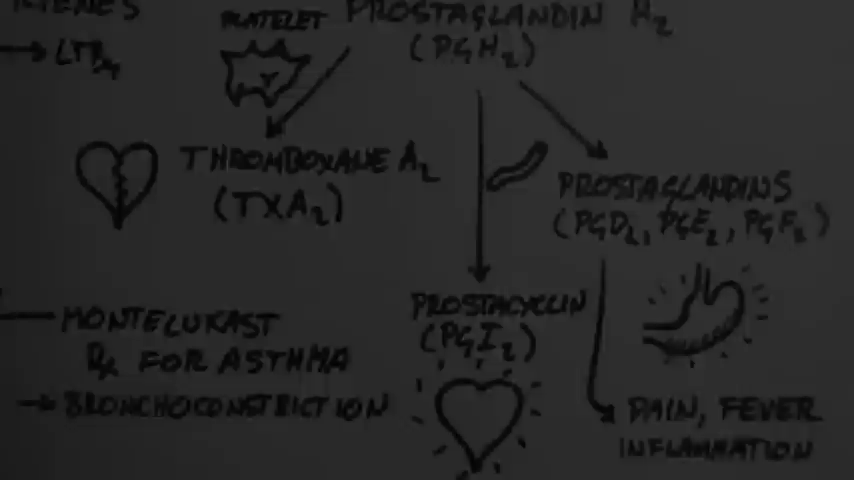 PLATELET
PROSTAGLANDIN H2
(PGH2)
→ LTB4
THROMBOXANE A2
(TXA2)
PROSTAGLANDINS
(PGD2, PGE2, PGF2)
PROSTACYCLIN
(PGI2)
MONTELUKAST
Rx FOR ASTHMA
→ BRONCHOCONSTRICTION
PAIN, FEVER
INFLAMMATION